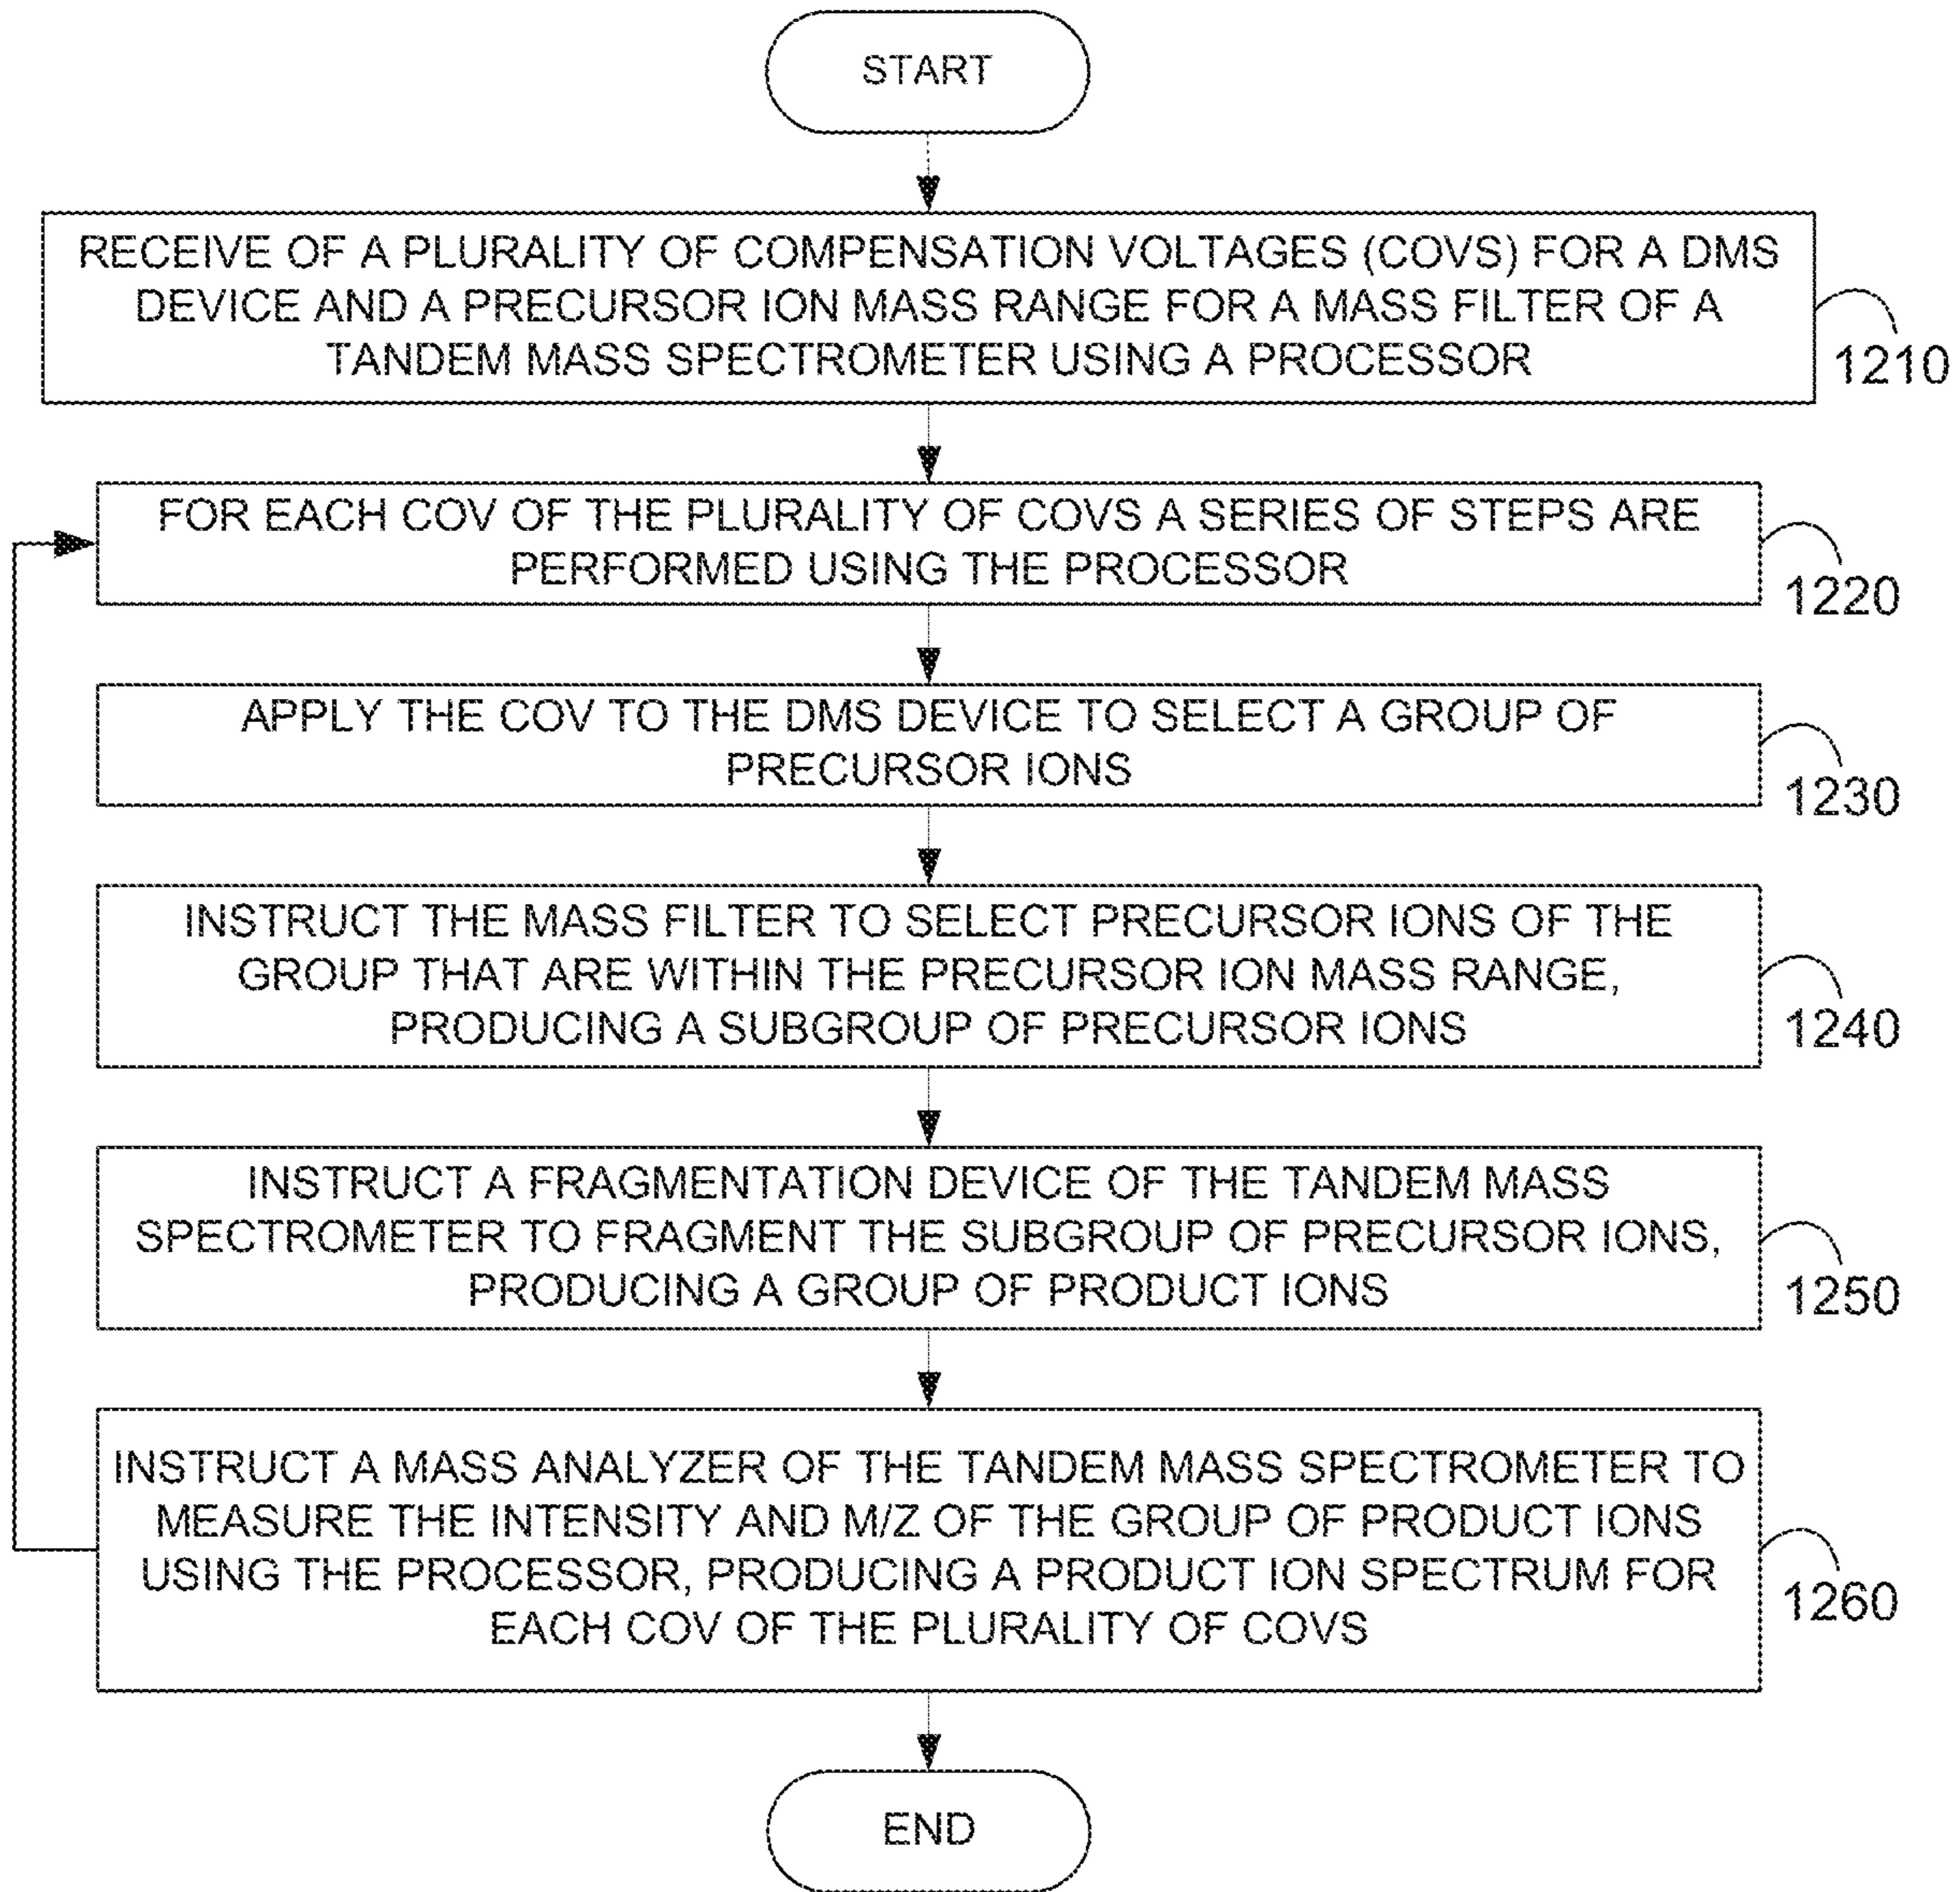 START
RECEIVE OF A PLURALITY OF COMPENSATION VOLTAGES (COVS) FOR A DMS
DEVICE AND A PRECURSOR ION MASS RANGE FOR A MASS FILTER OF A
TANDEM MASS SPECTROMETER USING A PROCESSOR
1210
FOR EACH COV OF THE PLURALITY OF COVS A SERIES OF STEPS ARE
PERFORMED USING THE PROCESSOR
1220
APPLY THE COV TO THE DMS DEVICE TO SELECT A GROUP OF
PRECURSOR IONS
1230
INSTRUCT THE MASS FILTER TO SELECT PRECURSOR IONS OF THE
GROUP THAT ARE WITHIN THE PRECURSOR ION MASS RANGE,
PRODUCING A SUBGROUP OF PRECURSOR IONS
1240
INSTRUCT A FRAGMENTATION DEVICE OF THE TANDEM MASS
SPECTROMETER TO FRAGMENT THE SUBGROUP OF PRECURSOR IONS,
PRODUCING A GROUP OF PRODUCT IONS
1250
INSTRUCT A MASS ANALYZER OF THE TANDEM MASS SPECTROMETER TO
MEASURE THE INTENSITY AND M/Z OF THE GROUP OF PRODUCT IONS
USING THE PROCESSOR, PRODUCING A PRODUCT ION SPECTRUM FOR
EACH COV OF THE PLURALITY OF COVS
1260
END